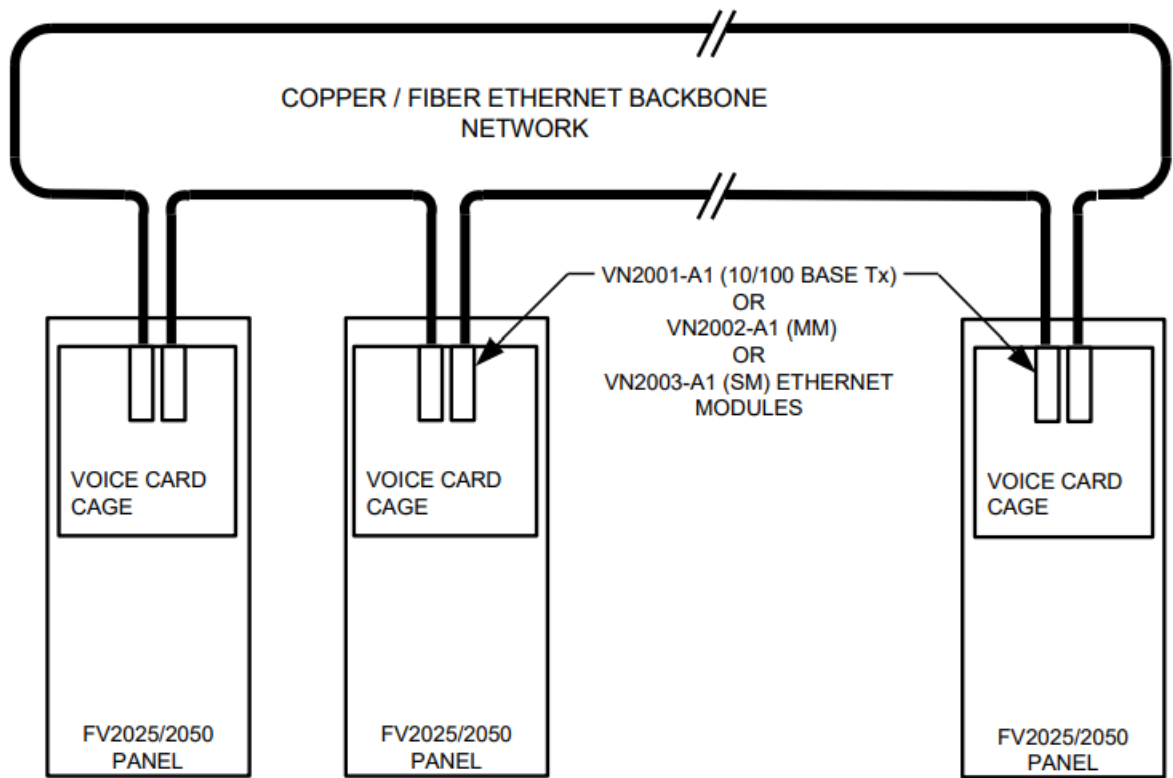 COPPER / FIBER ETHERNET BACKBONE
NETWORK
VN2001-A1 (10/100 BASE Tx)
OR
VN2002-A1 (MM)
OR
VN2003-A1 (SM) ETHERNET
MODULES
VOICE CARD
CAGE
VOICE CARD
CAGE
VOICE CARD
CAGE
FV2025/2050
PANEL
FV2025/2050
PANEL
FV2025/2050
PANEL